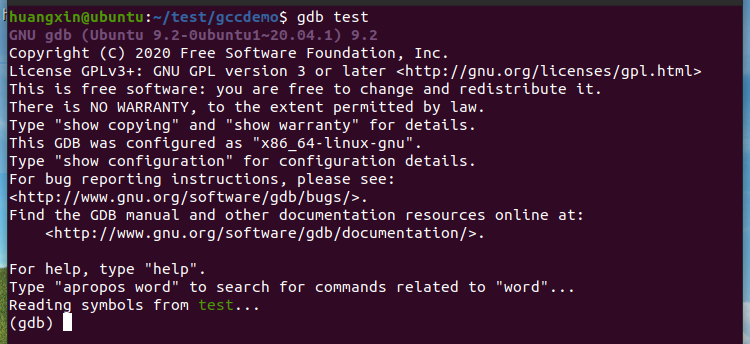 huangxin@ubuntu:~/test/gccdemo$ gdb test
GNU gdb (Ubuntu 9.2-0ubuntu1~20.04.1) 9.2
Copyright (C) 2020 Free Software Foundation, Inc.
License GPLv3+: GNU GPL version 3 or later <http://gnu.org/licenses/gpl.html>
This is free software: you are free to change and redistribute it.
There is NO WARRANTY, to the extent permitted by law.
Type "show copying" and "show warranty" for details.
This GDB was configured as "x86_64-linux-gnu".
Type "show configuration" for configuration details.
For bug reporting instructions, please see:
<http://www.gnu.org/software/gdb/bugs/>.
Find the GDB manual and other documentation resources online at:
    <http://www.gnu.org/software/gdb/documentation/>.

For help, type "help".
Type "apropos word" to search for commands related to "word"...
Reading symbols from test...
(gdb)